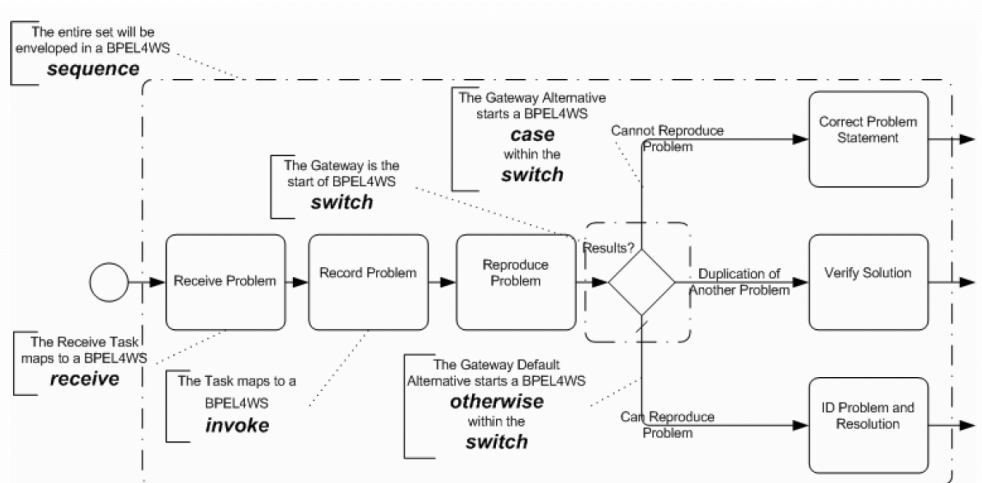 The entire set will be
enveloped in a BPEL4WS
sequence
The Gateway Alternative
starts a BPEL4WS
case
within the
switch
Cannot Reproduce
Problem
Correct Problem
Statement
The Gateway is the
start of BPEL4WS
switch
Receive Problem
Record Problem
Reproduce
Problem
Results?
Duplication of
Another Problem
Verify Solution
The Receive Task
maps to a BPEL4WS
receive
The Task maps to a
BPEL4WS
invoke
The Gateway Default
Alternative starts a BPEL4WS
otherwise
within the
switch
Can Reproduce
Problem
ID Problem and
Resolution